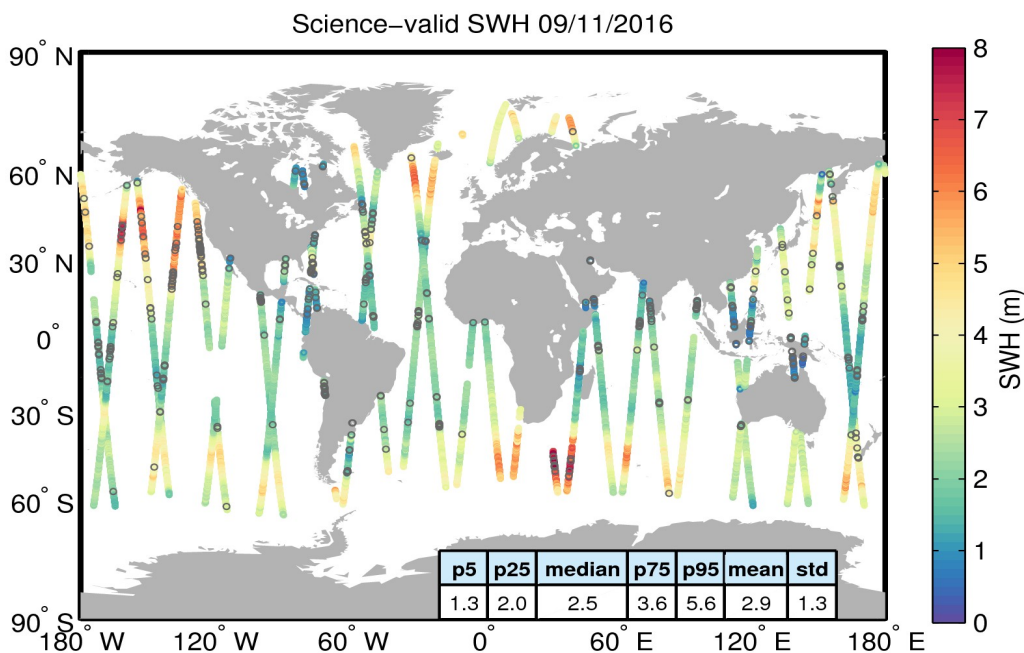 Science−valid SWH 09/11/2016
90° N
60° N
30° N
0°
30° S
60° S
90° S
180° W
120° W
60° W
0°
60° E
120° E
180° E
p5 p25 median p75 p95 mean std
1.3 2.0 2.5 3.6 5.6 2.9 1.3
8
7
6
5
4
3
2
1
0
SWH (m)